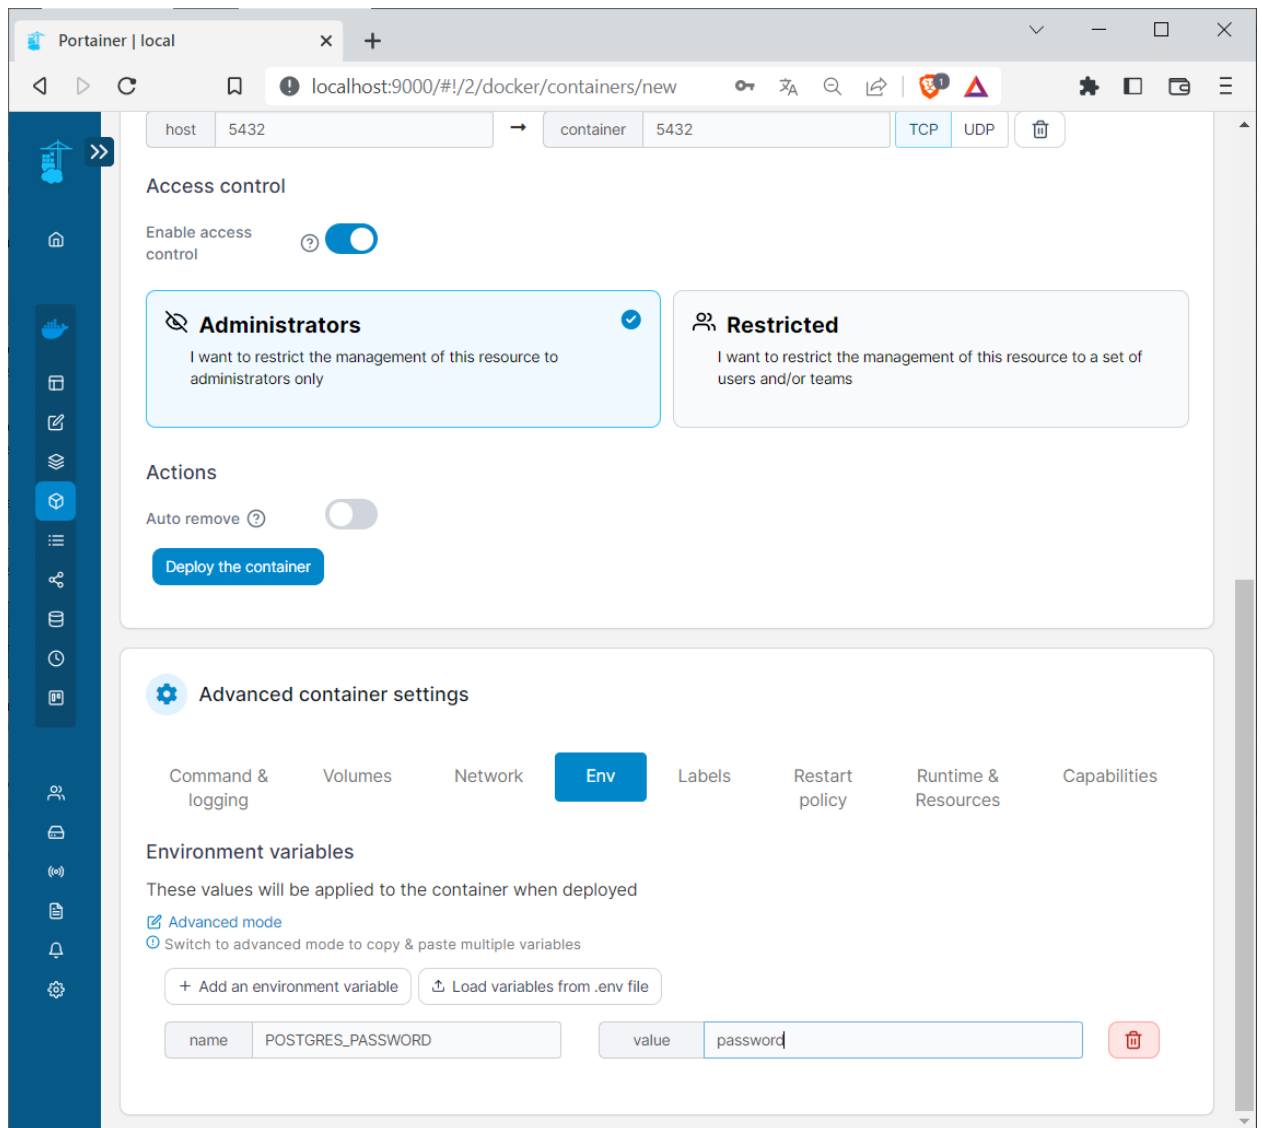 Portainer | local
localhost:9000/#!/2/docker/containers/new
1
host 5432 → container 5432 TCP UDP
Access control
Enable access
control
Administrators
I want to restrict the management of this resource to
administrators only
Restricted
I want to restrict the management of this resource to a set of
users and/or teams
Actions
Auto remove
Deploy the container
Advanced container settings
Command &
logging
Volumes
Network
Env
Labels
Restart
policy
Runtime &
Resources
Capabilities
Environment variables
These values will be applied to the container when deployed
Advanced mode
Switch to advanced mode to copy & paste multiple variables
+ Add an environment variable
Load variables from .env file
name POSTGRES_PASSWORD value password